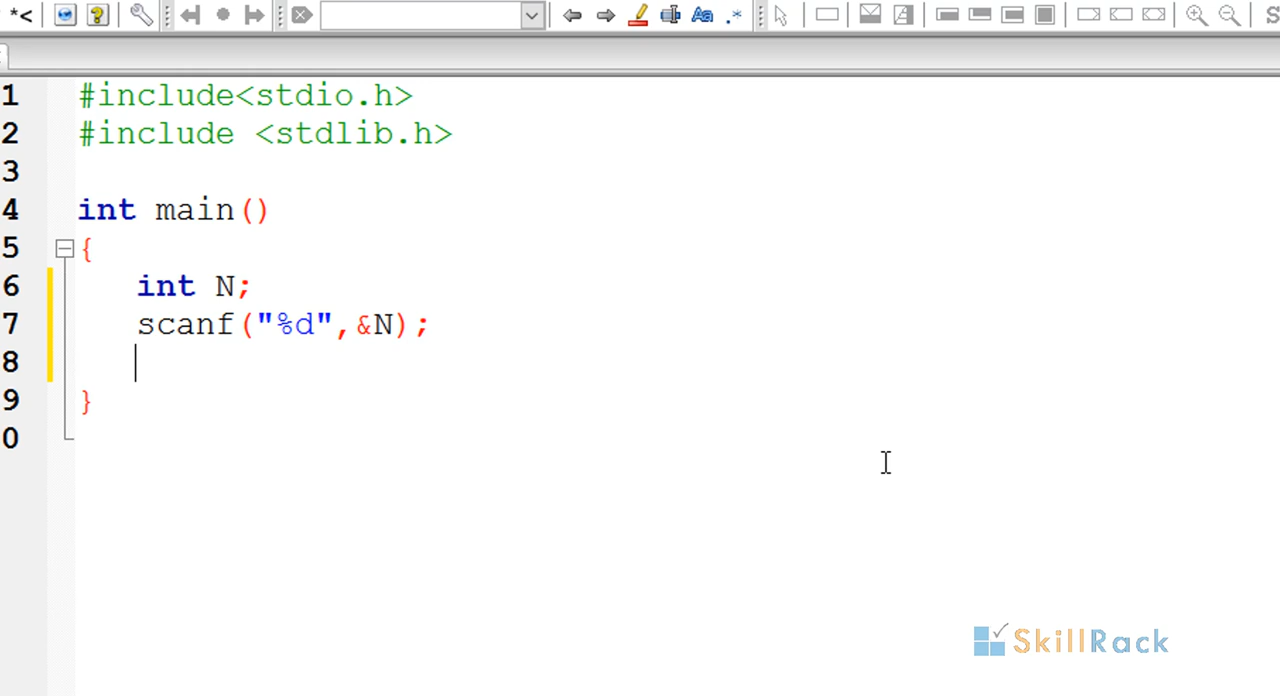 *<
1 #include<stdio.h>
2 #include <stdlib.h>
3
4 int main()
5 {
6 int N;
7 scanf("%d",&N);
8
9 }
0
SkillRack